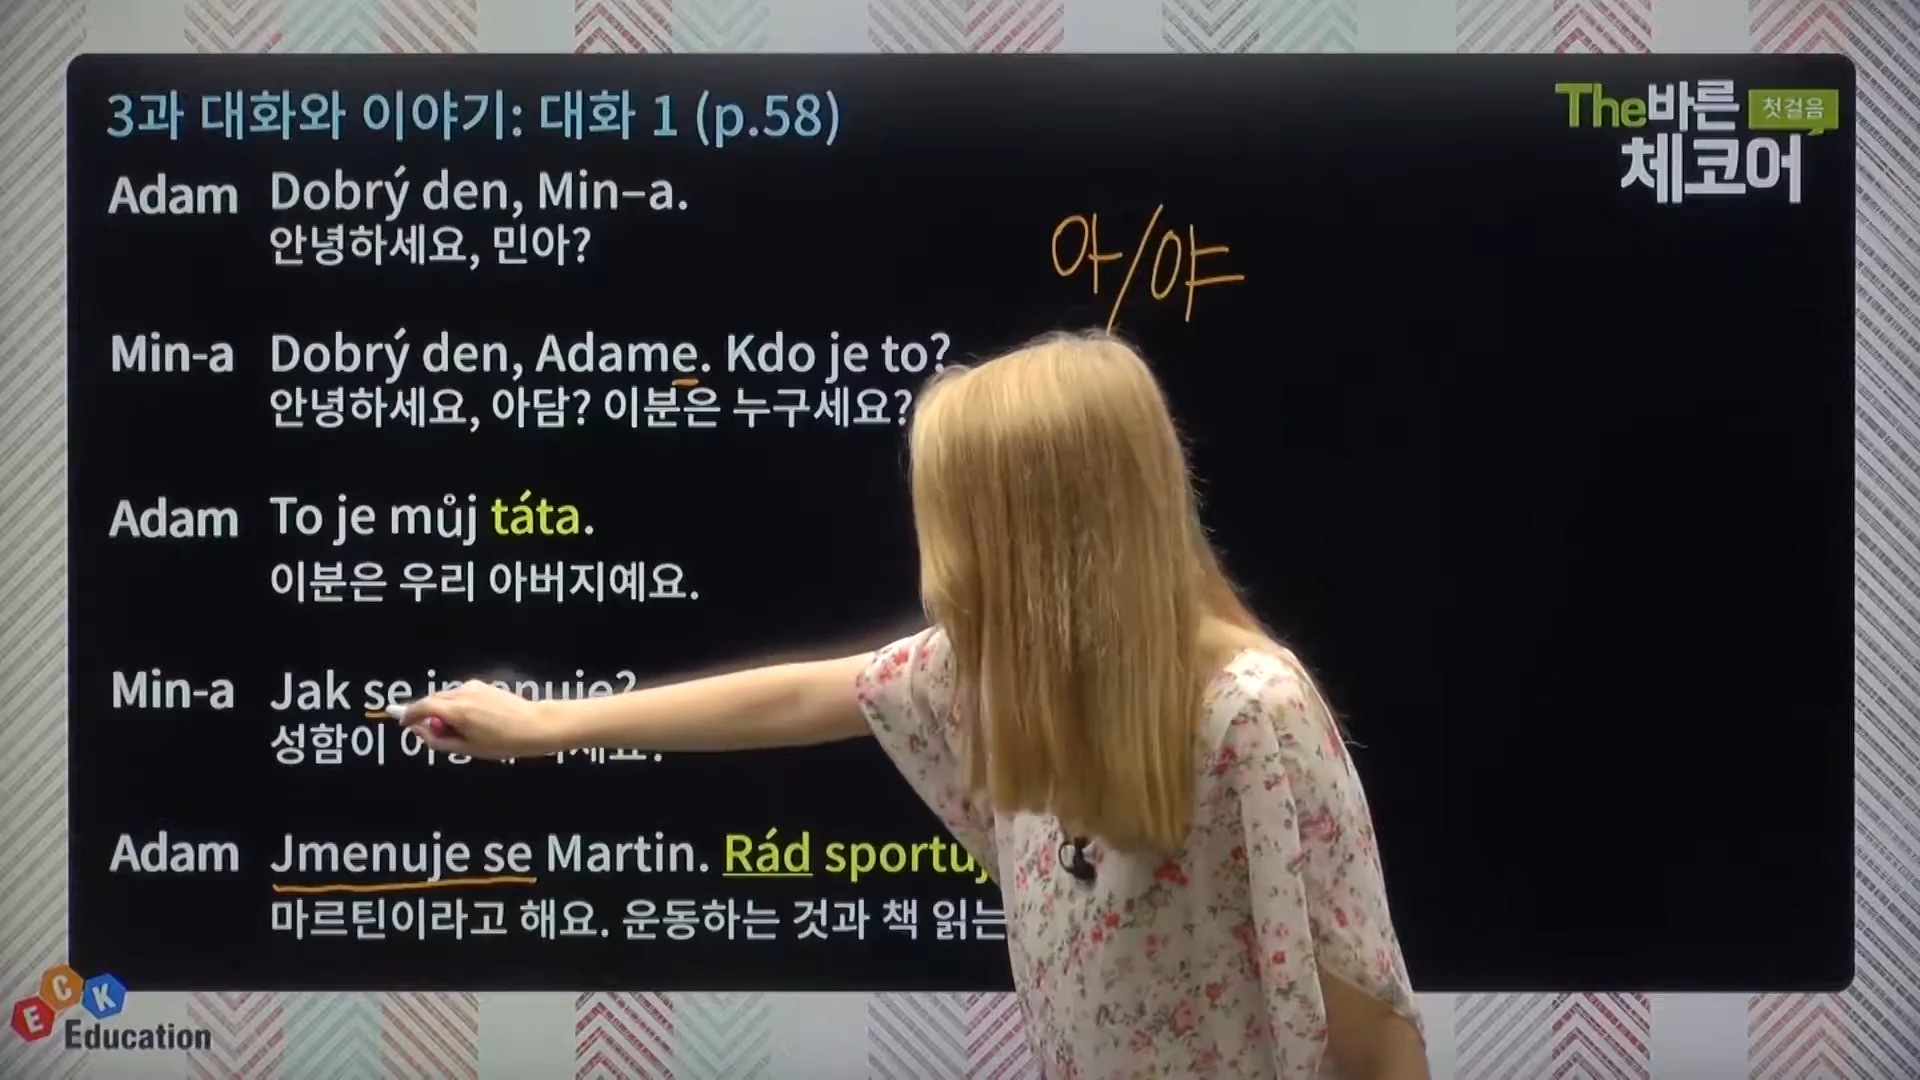 3과 대화와 이야기: 대화 1 (p.58)
The바른 첫걸음
체코어
Adam Dobrý den, Min–a.
안녕하세요, 민아?
아/야
Min-a Dobrý den, Adame. Kdo je to?
안녕하세요, 아담? 이분은 누구세요?
Adam To je můj táta.
이분은 우리 아버지예요.
Min-a Jak se jmenuje?
성함이
Adam Jmenuje se Martin. Rád
마르틴이라고 해요. 운동하는 것과 책 읽는
ECK
Education